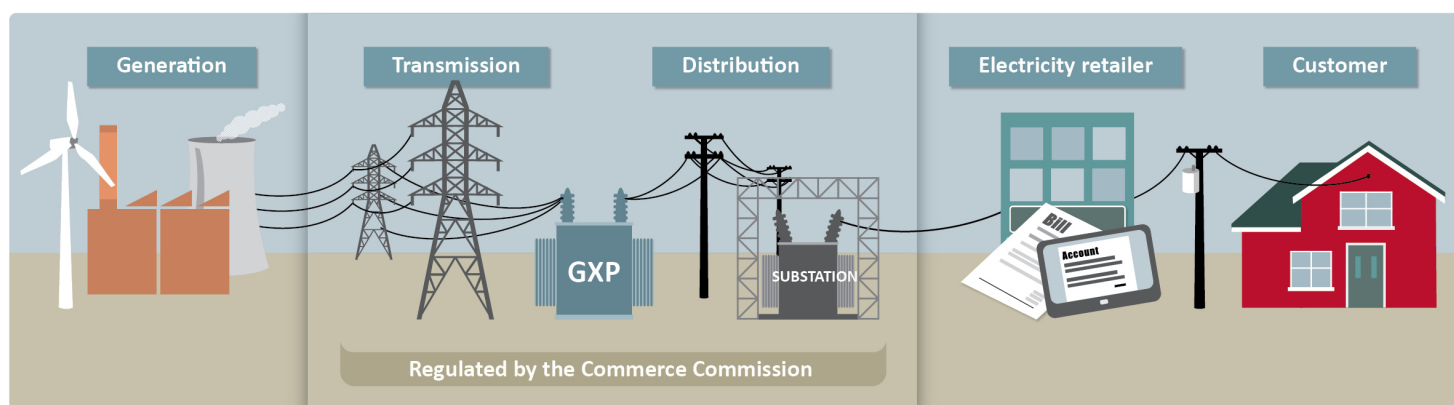 Generation
Transmission
Distribution
Electricity retailer
Customer
GXP
SUBSTATION
Bill
Account
Regulated by the Commerce Commission